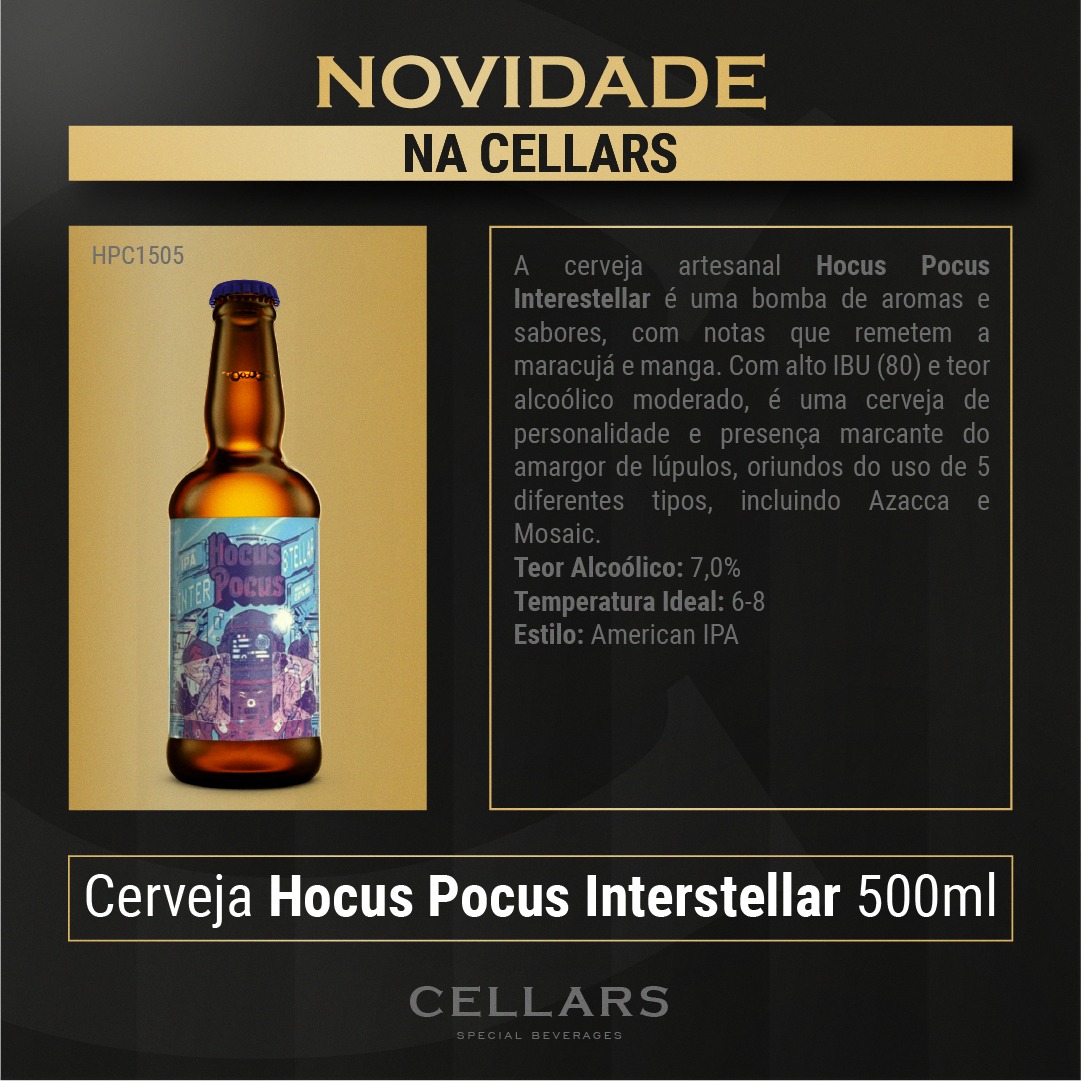 NOVIDADE
NA CELLARS
HPC1505
A cerveja artesanal Hocus Pocus
Interestellar é uma bomba de aromas e
sabores, com notas que remetem a
maracujá e manga. Com alto IBU (80) e teor
alcoólico moderado, é uma cerveja de
personalidade e presença marcante do
amargor de lúpulos, oriundos do uso de 5
diferentes tipos, incluindo Azacca e
Mosaic.
Teor Alcoólico: 7,0%
Temperatura Ideal: 6-8
Estilo: American IPA
IPA
Hocus
Pocus
INTER
STELLA
Cerveja Hocus Pocus Interstellar 500ml
CELLARS
SPECIAL BEVERAGES